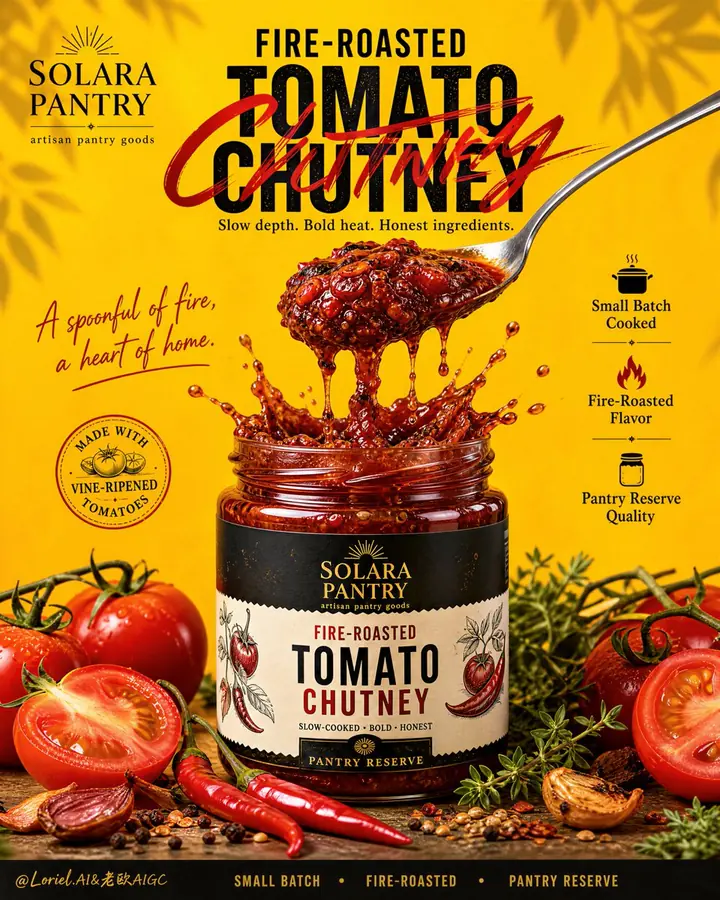 SOLARA
PANTRY
artisan pantry goods
FIRE-ROASTED
TOMATO
CHUTNEY
Chutney
Slow depth. Bold heat. Honest ingredients.
A spoonful of fire,
a heart of home.
MADE WITH
VINE-RIPENED
TOMATOES
Small Batch
Cooked
Fire-Roasted
Flavor
Pantry Reserve
Quality
SOLARA
PANTRY
artisan pantry goods
FIRE-ROASTED
TOMATO
CHUTNEY
SLOW-COOKED • BOLD • HONEST
PANTRY RESERVE
@Loriel.AI&老欧AIGC
SMALL BATCH • FIRE-ROASTED • PANTRY RESERVE